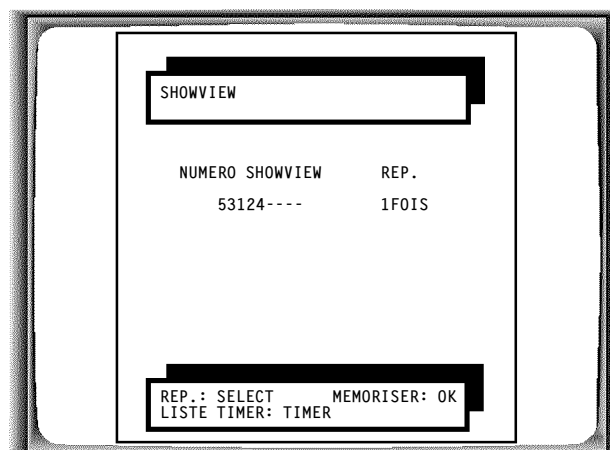 SHOWVIEW
NUMERO SHOWVIEW REP.
53124---- 1FOIS
REP.: SELECT MEMORISER: OK
LISTE TIMER: TIMER